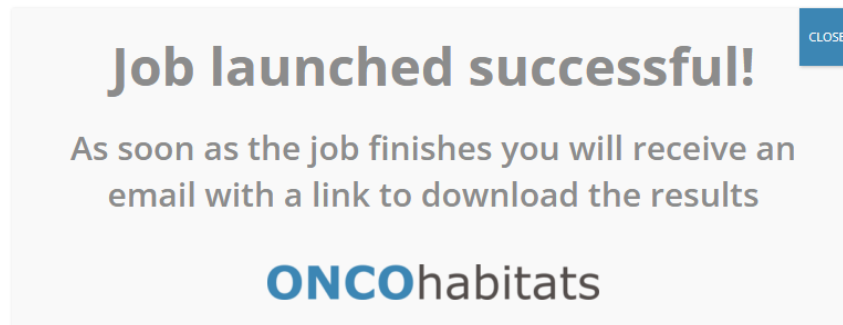 CLOSE
Job launched successful!
As soon as the job finishes you will receive an
email with a link to download the results
ONCOhabitats